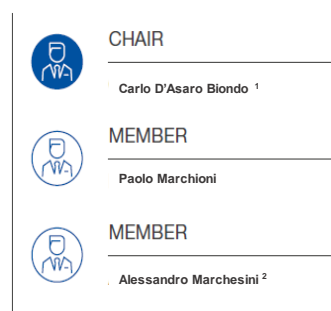 CHAIR
Carlo D'Asaro Biondo ¹
MEMBER
Paolo Marchioni
MEMBER
Alessandro Marchesini ²